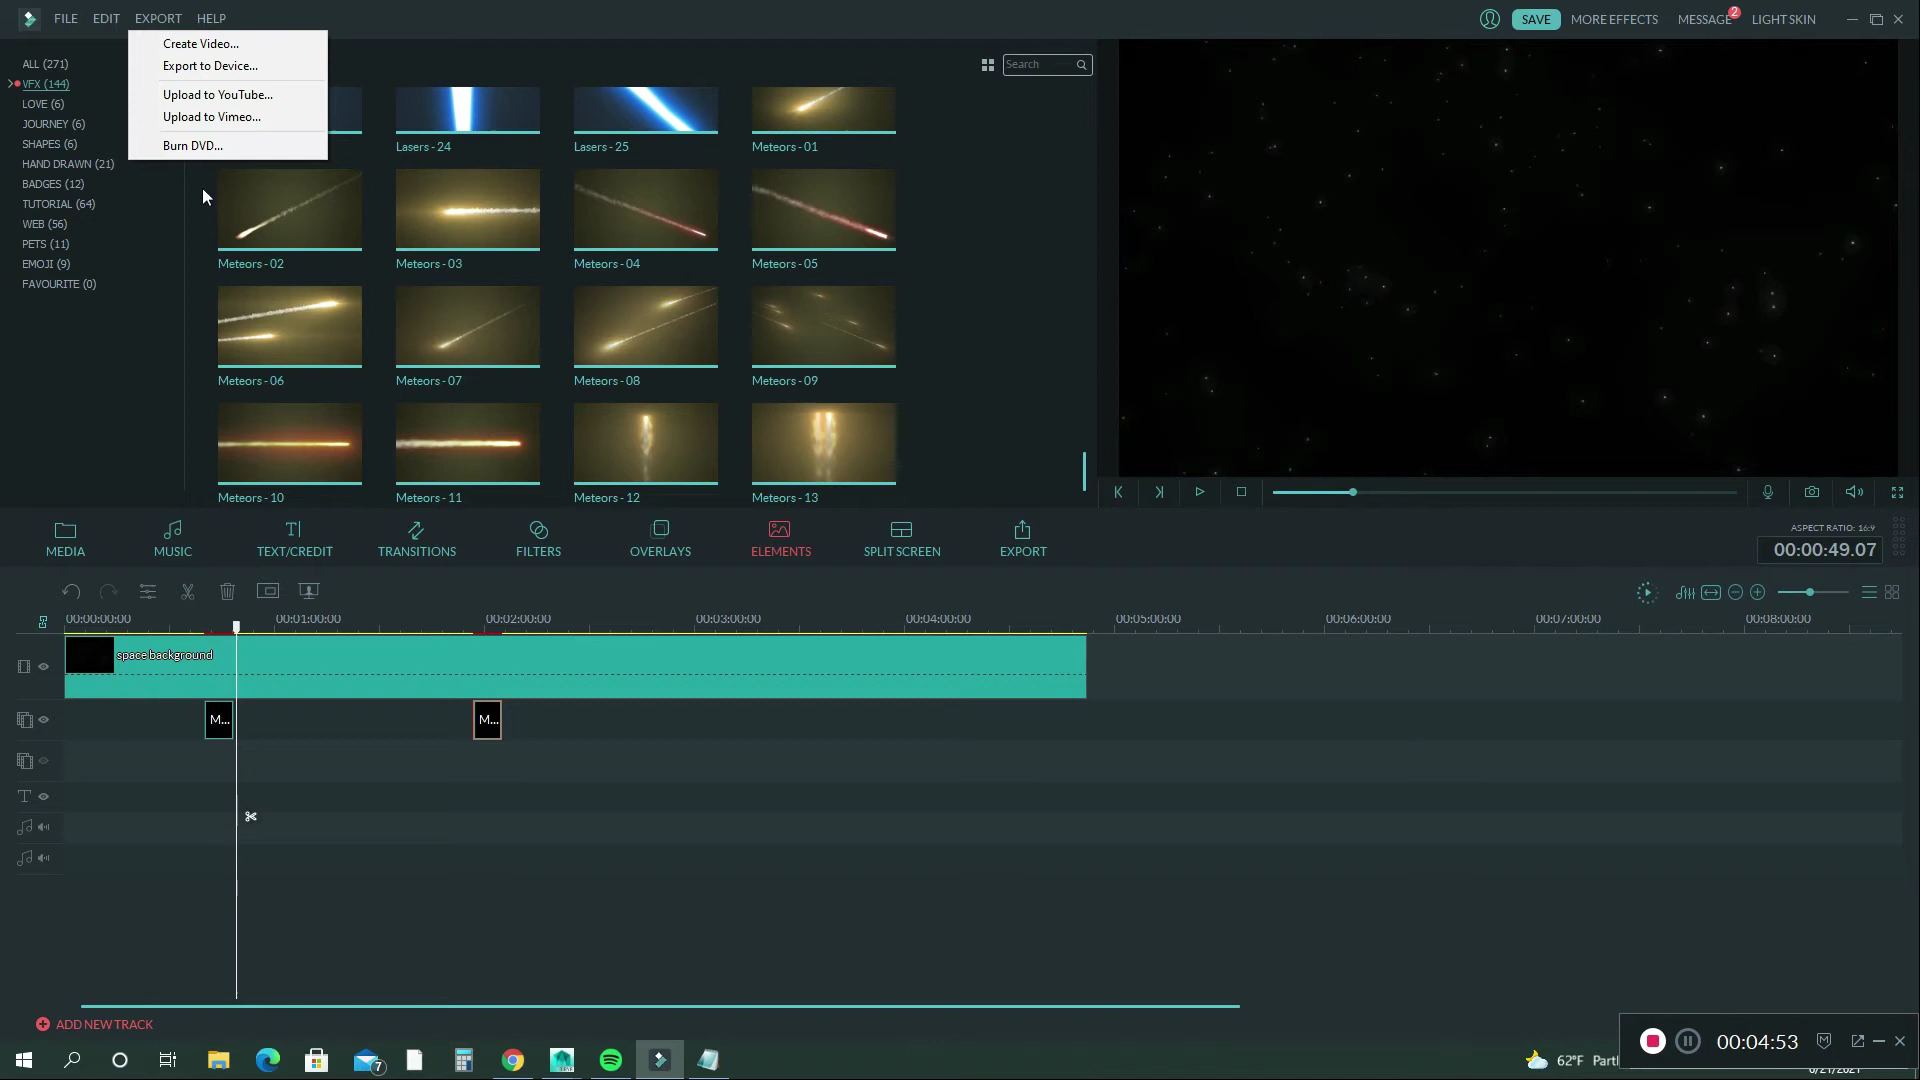 FILE EDIT EXPORT HELP
SAVE MORE EFFECTS MESSAGE 2 LIGHT SKIN
Create Video...
Export to Device...
Upload to YouTube...
Upload to Vimeo...
Burn DVD...
ALL (271)
VFX (144)
LOVE (6)
JOURNEY (6)
SHAPES (6)
HAND DRAWN (21)
BADGES (12)
TUTORIAL (64)
WEB (56)
PETS (11)
EMOJI (9)
FAVOURITE (0)
Search
Lasers - 24 Lasers - 25 Meteors - 01
Meteors - 02 Meteors - 03 Meteors - 04 Meteors - 05
Meteors - 06 Meteors - 07 Meteors - 08 Meteors - 09
Meteors - 10 Meteors - 11 Meteors - 12 Meteors - 13
MEDIA MUSIC TEXT/CREDIT TRANSITIONS FILTERS OVERLAYS ELEMENTS SPLIT SCREEN EXPORT
ASPECT RATIO: 16:9
00:00:49.07
00:00:00:00 00:01:00:00 00:02:00:00 00:03:00:00 00:04:00:00 00:05:00:00 00:06:00:00 00:07:00:00 00:08:00:00
space background
M... M...
ADD NEW TRACK
7
62°F
00:04:53